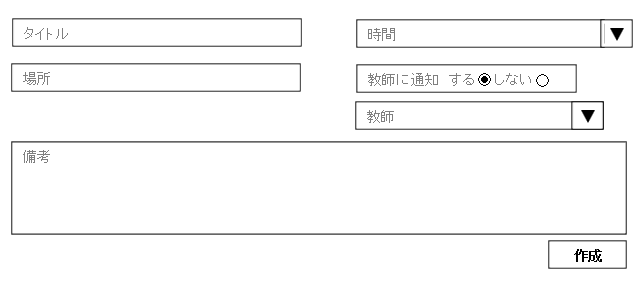 タイトル
時間 ▼
場所
教師に通知 する◉しない○
教師 ▼
備考
作成